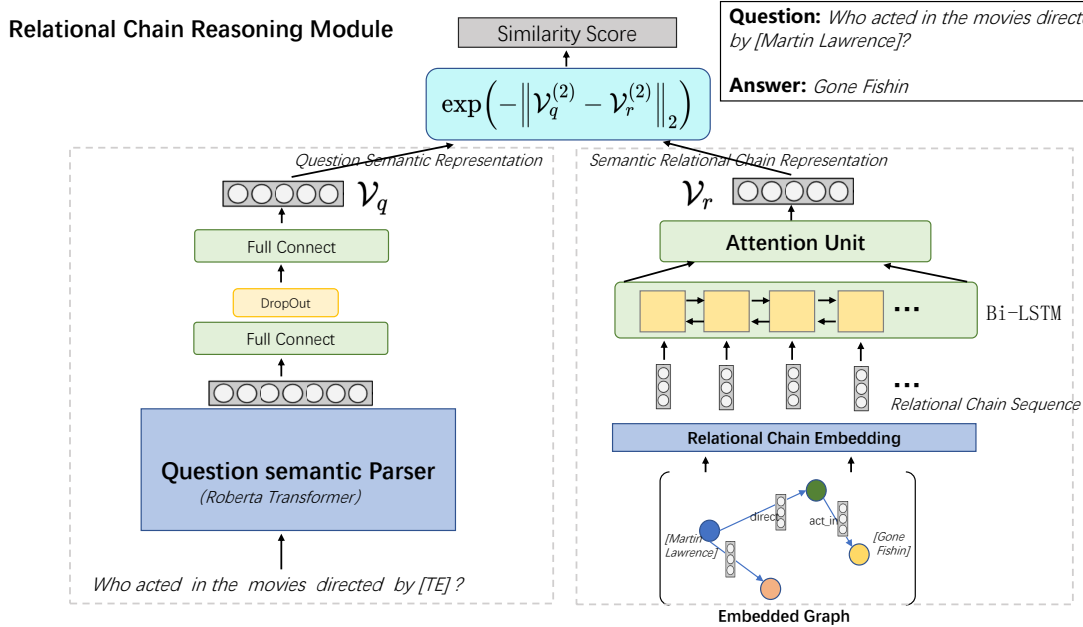 Relational Chain Reasoning Module
Similarity Score
Question: Who acted in the movies directe
by [Martin Lawrence]?
Answer: Gone Fishin
exp(-‖𝒱_q^(2) − 𝒱_r^(2)‖_2)
Question Semantic Representation
𝒱_q
Full Connect
DropOut
Full Connect
Question semantic Parser
(Roberta Transformer)
Who acted in the movies directed by [TE] ?
Semantic Relational Chain Representation
𝒱_r
Attention Unit
...
Bi-LSTM
...
Relational Chain Sequence
Relational Chain Embedding
direct
act_in
[Martin
Lawrence]
[Gone
Fishin]
Embedded Graph